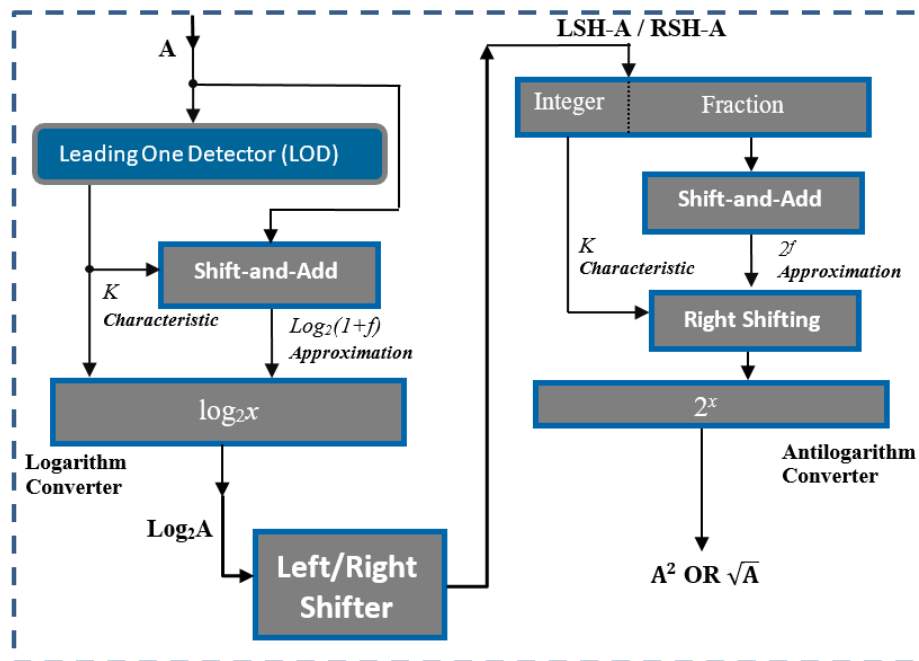 A
Leading One Detector (LOD)
Shift-and-Add
K
Characteristic
Log₂(1+f)
Approximation
log₂x
Logarithm
Converter
Log₂A
Left/Right
Shifter
LSH-A / RSH-A
Integer
Fraction
Shift-and-Add
K
Characteristic
2ᶠ
Approximation
Right Shifting
2ˣ
Antilogarithm
Converter
A² OR √A